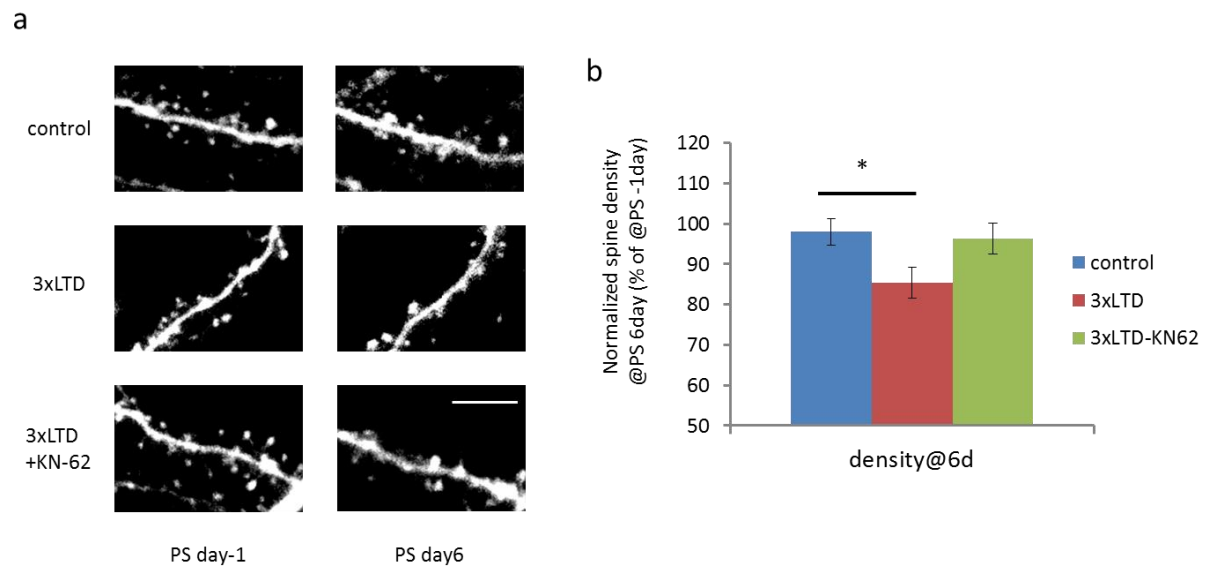 a
control
3xLTD
3xLTD
+KN-62
PS day-1
PS day6
b
Normalized spine density
@PS 6day (% of @PS -1day)
120
110
100
90
80
70
60
50
*
density@6d
control
3xLTD
3xLTD-KN62